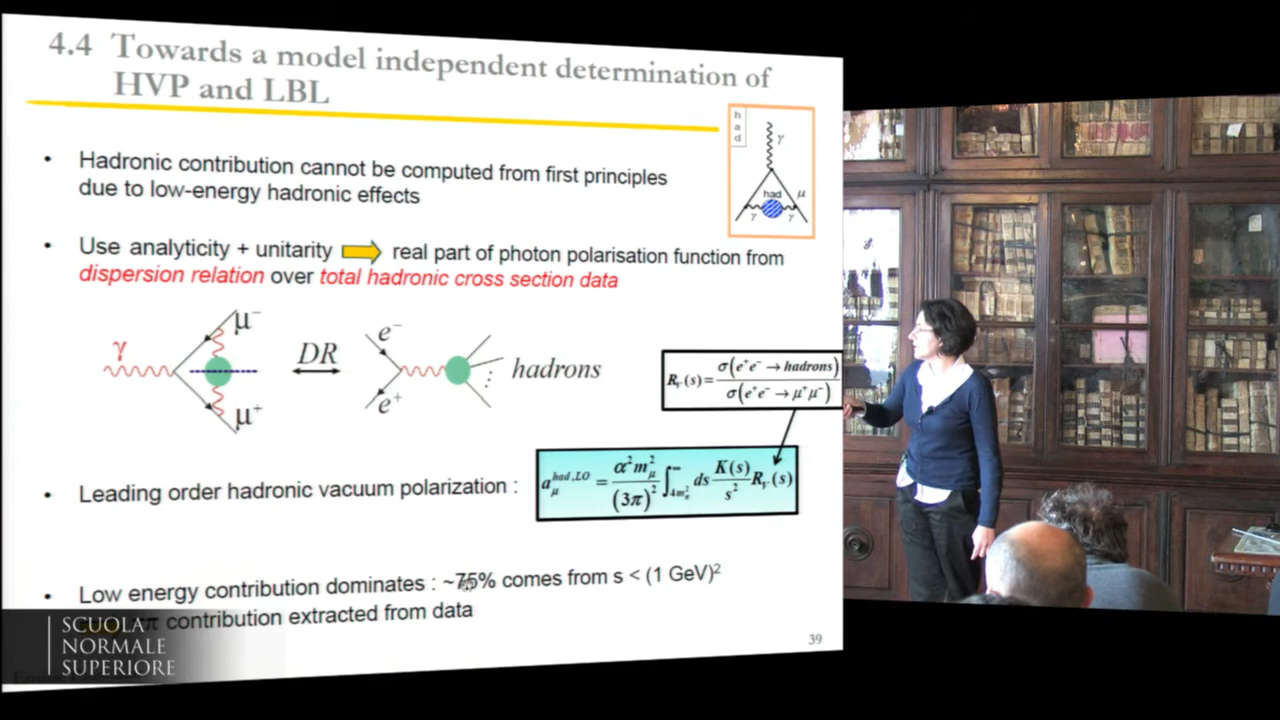 4.4 Towards a model independent determination of
HVP and LBL
h
a
d
γ
had
μ
γ γ
• Hadronic contribution cannot be computed from first principles
due to low-energy hadronic effects
• Use analyticity + unitarity ⇒ real part of photon polarisation function from
dispersion relation over total hadronic cross section data
γ μ⁻ μ⁺
DR
e⁻ e⁺ hadrons
R_V(s) = σ(e⁺e⁻ → hadrons) / σ(e⁺e⁻ → μ⁺μ⁻)
• Leading order hadronic vacuum polarization :
a_μ^{had,LO} = α²m_μ² / (3π)² ∫_{4m_π²}^∞ ds K(s)/s² R_V(s)
• Low energy contribution dominates : ~75% comes from s < (1 GeV)²
ππ contribution extracted from data
39
SCUOLA
NORMALE
SUPERIORE